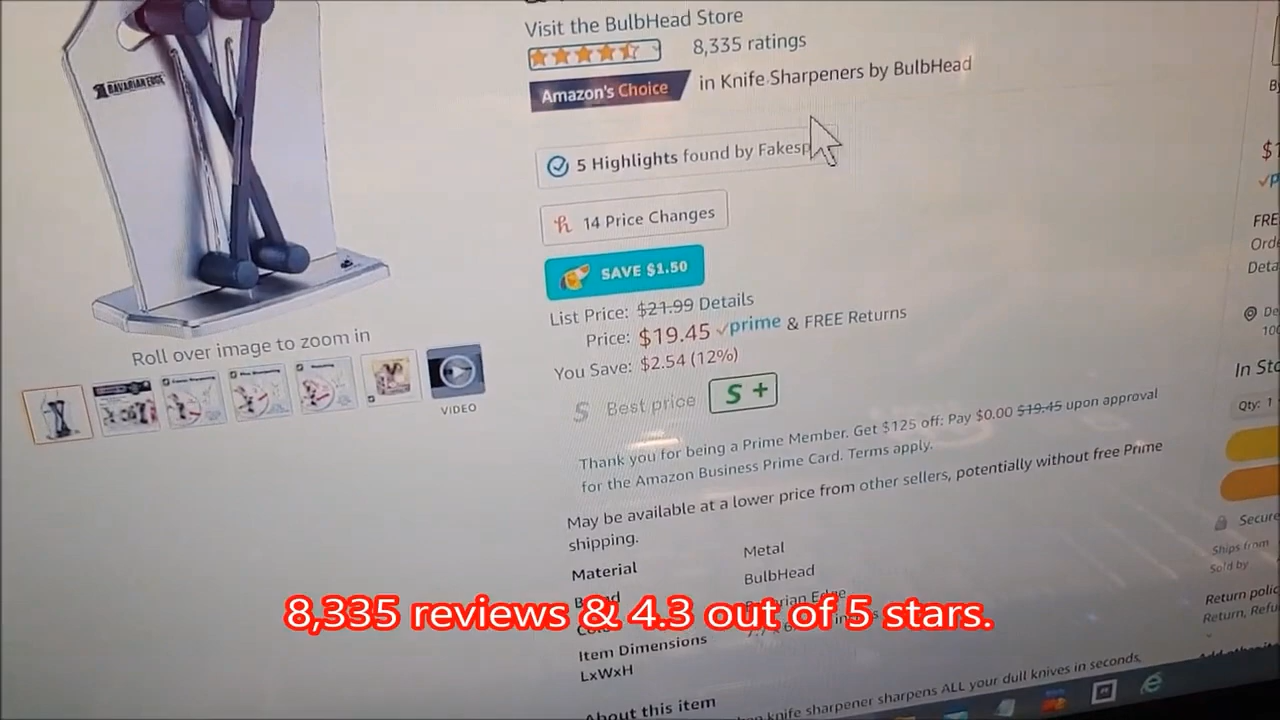 Visit the BulbHead Store
8,335 ratings
Amazon's Choice in Knife Sharpeners by BulbHead
BAVARIAN EDGE
5 Highlights found by Fakesp
14 Price Changes
SAVE $1.50
List Price: $21.99 Details
Price: $19.45 prime & FREE Returns
You Save: $2.54 (12%)
S Best price S +
Thank you for being a Prime Member. Get $125 off: Pay $0.00 $19.45 upon approval
for the Amazon Business Prime Card. Terms apply.
May be available at a lower price from other sellers, potentially without free Prime
shipping.
Material Metal
BulbHead
8,335 reviews & 4.3 out of 5 stars.
Item Dimensions
LxWxH
About this item
knife sharpener sharpens ALL your dull knives in seconds,
Roll over image to zoom in
VIDEO
FRE
Orde
Deta
In Sto
Qty: 1
Secure
Ships from
Sold by
Return polic
Return, Refu